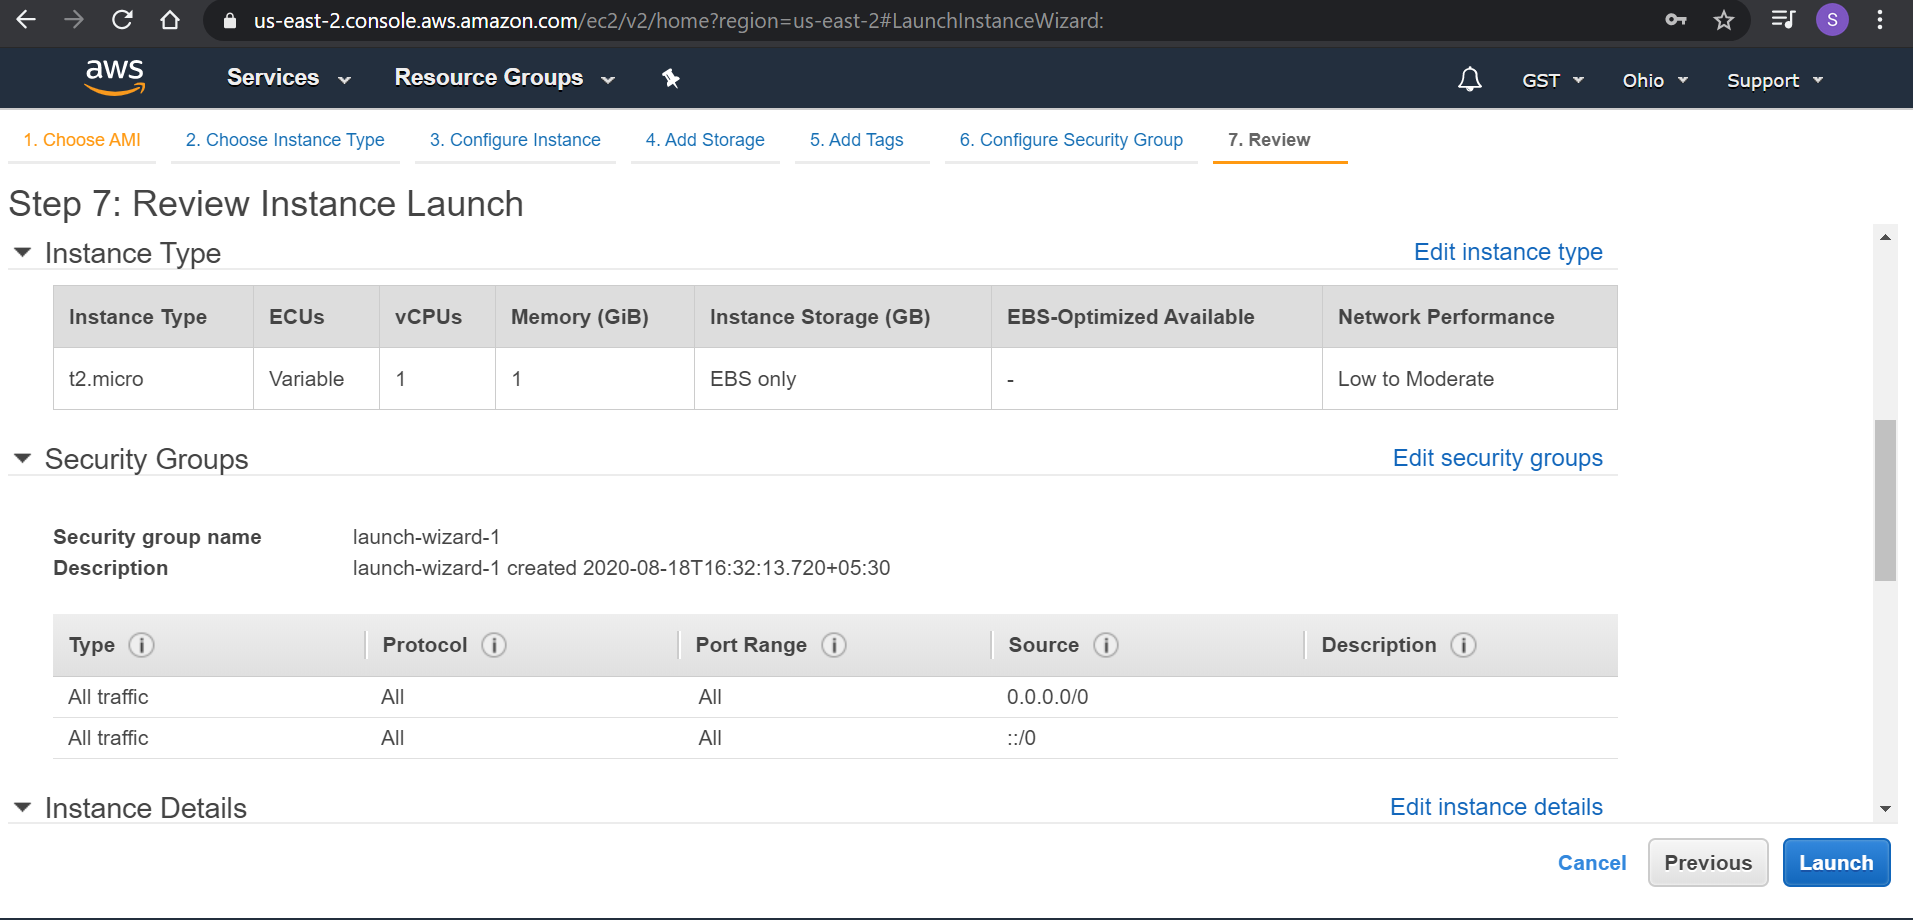 us-east-2.console.aws.amazon.com/ec2/v2/home?region=us-east-2#LaunchInstanceWizard: S
aws Services Resource Groups GST Ohio Support
1. Choose AMI 2. Choose Instance Type 3. Configure Instance 4. Add Storage 5. Add Tags 6. Configure Security Group 7. Review
Step 7: Review Instance Launch
Instance Type Edit instance type
Instance Type ECUs vCPUs Memory (GiB) Instance Storage (GB) EBS-Optimized Available Network Performance
t2.micro Variable 1 1 EBS only - Low to Moderate
Security Groups Edit security groups
Security group name launch-wizard-1
Description launch-wizard-1 created 2020-08-18T16:32:13.720+05:30
Type i Protocol i Port Range i Source i Description i
All traffic All All 0.0.0.0/0
All traffic All All ::/0
Instance Details Edit instance details
Cancel Previous Launch